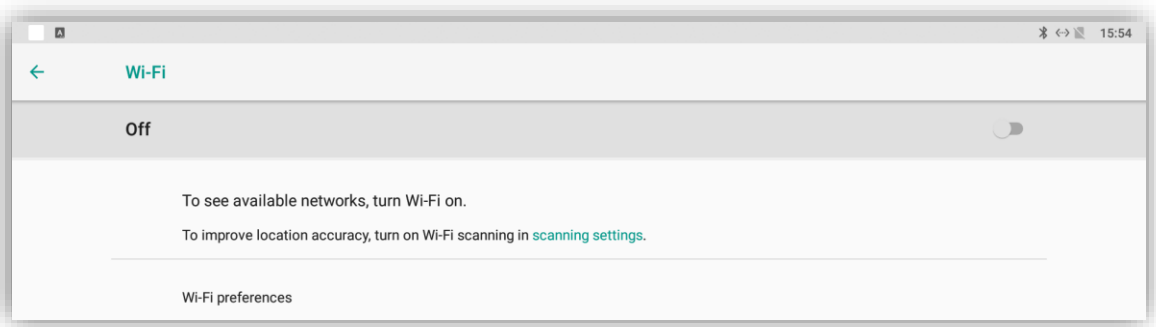 A
15:54
Wi-Fi
Off
To see available networks, turn Wi-Fi on.
To improve location accuracy, turn on Wi-Fi scanning in scanning settings.
Wi-Fi preferences